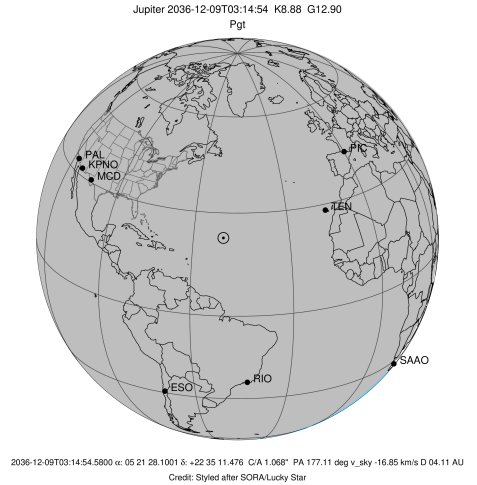 Jupiter 2036-12-09T03:14:54 K8.88 G12.90
Pgt
PAL
KPNO
MCD
PIC
TEN
SAAO
RIO
ESO
2036-12-09T03:14:54.5800 α: 05 21 28.1001 δ: +22 35 11.476 C/A 1.068" PA 177.11 deg v_sky -16.85 km/s D 04.11 AU
Credit: Styled after SORA/Lucky Star